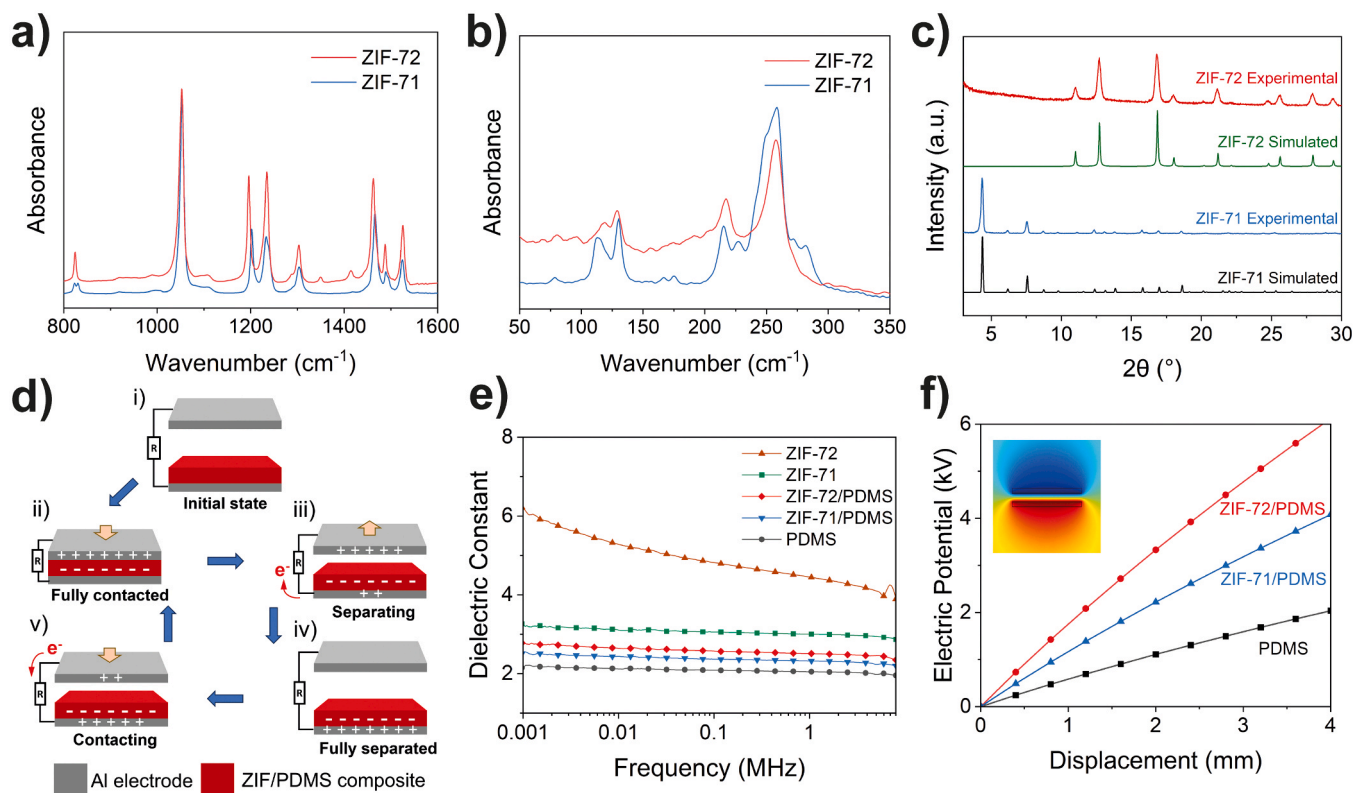 a)
ZIF-72
ZIF-71
Absorbance
800 1000 1200 1400 1600
Wavenumber (cm⁻¹)
b)
ZIF-72
ZIF-71
Absorbance
50 100 150 200 250 300 350
Wavenumber (cm⁻¹)
c)
ZIF-72 Experimental
ZIF-72 Simulated
ZIF-71 Experimental
ZIF-71 Simulated
Intensity (a.u.)
5 10 15 20 25 30
2θ (°)
d)
i)
R
Initial state
ii)
R
+ + + + + + +
- - - - - - -
Fully contacted
iii)
R
+ + + + +
- - - - - - -
+ +
e⁻
Separating
iv)
R
- - - - - - -
+ + + + + + +
Fully separated
v)
e⁻
R
+ +
- - - - - - -
+ + + + +
Contacting
Al electrode
ZIF/PDMS composite
e)
ZIF-72
ZIF-71
ZIF-72/PDMS
ZIF-71/PDMS
PDMS
Dielectric Constant
8
6
4
2
0.001 0.01 0.1 1
Frequency (MHz)
f)
ZIF-72/PDMS
ZIF-71/PDMS
PDMS
Electric Potential (kV)
6
4
2
0
0 1 2 3 4
Displacement (mm)